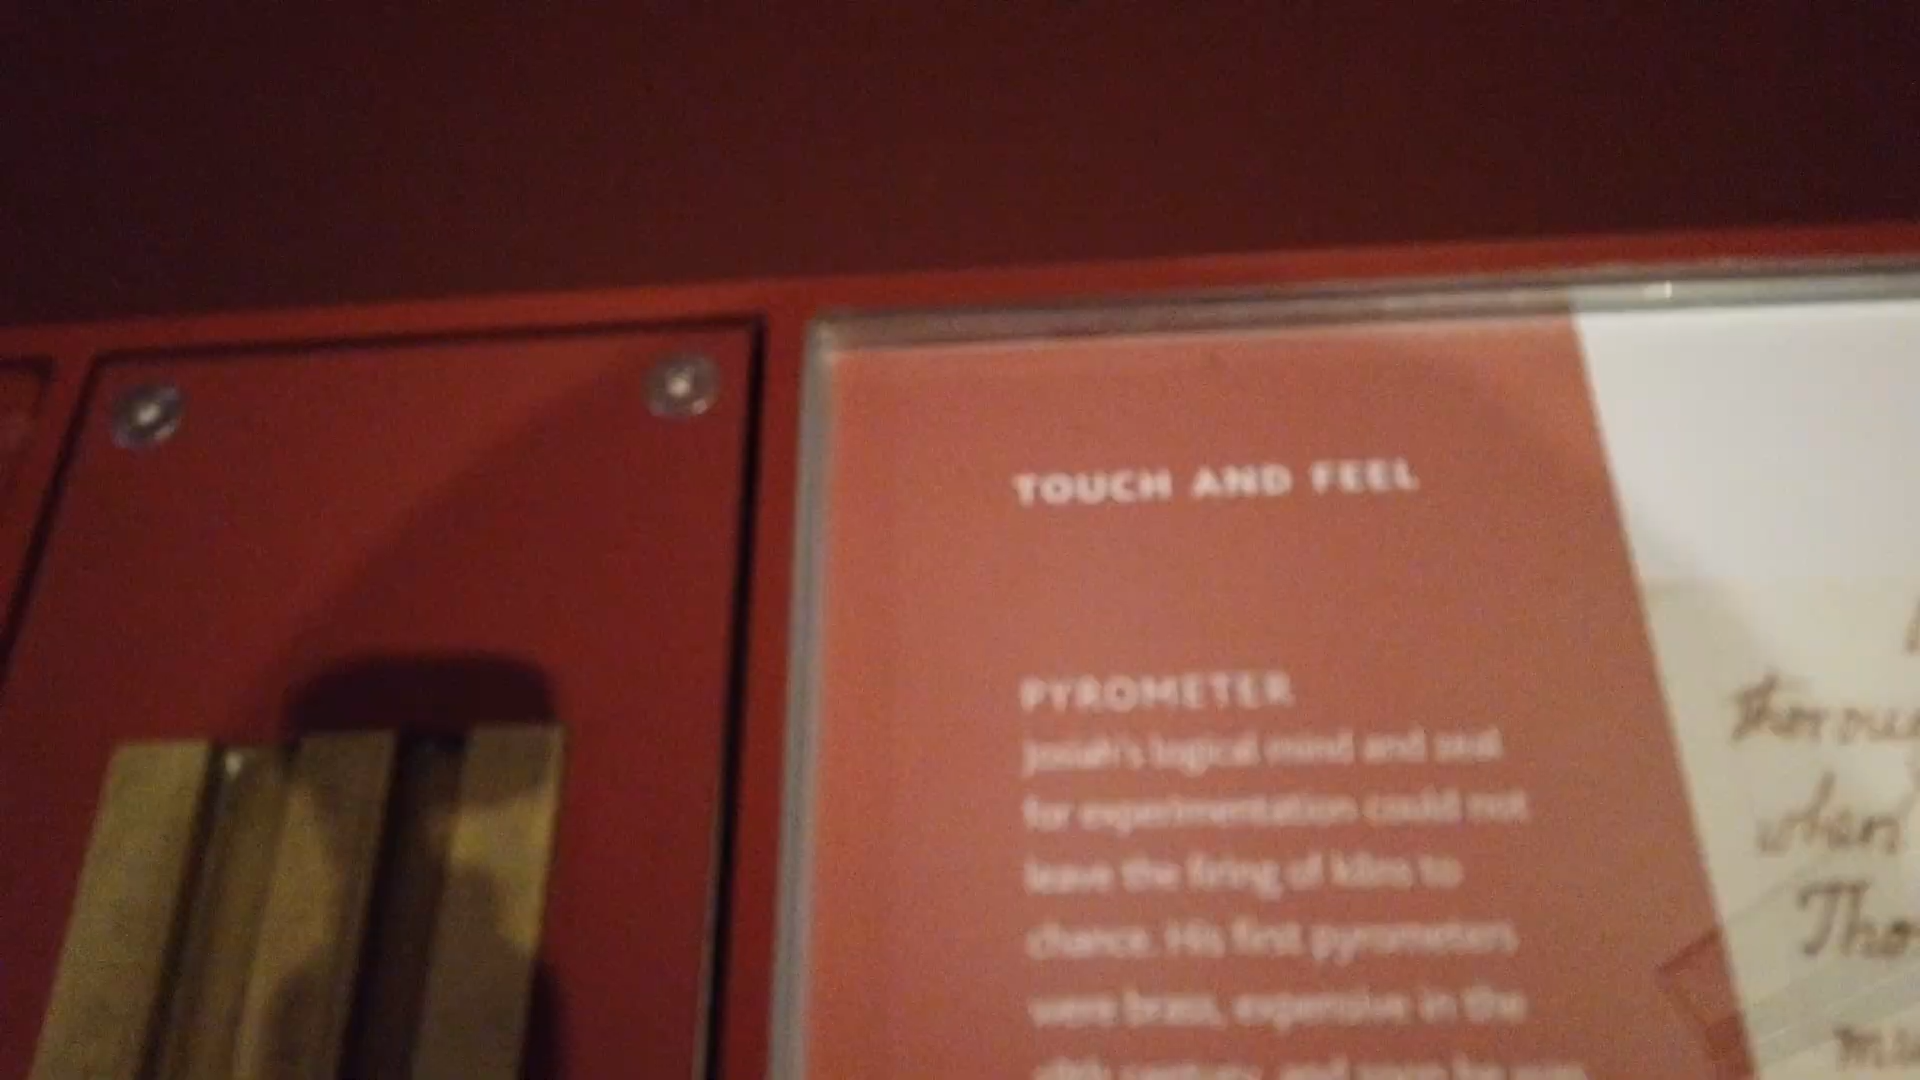 TOUCH AND FEEL
PYROMETER
Josiah's logical mind and zeal
for experimentation could not
leave the firing of kilns to
chance. His first pyrometers
were brass, expensive in the
when